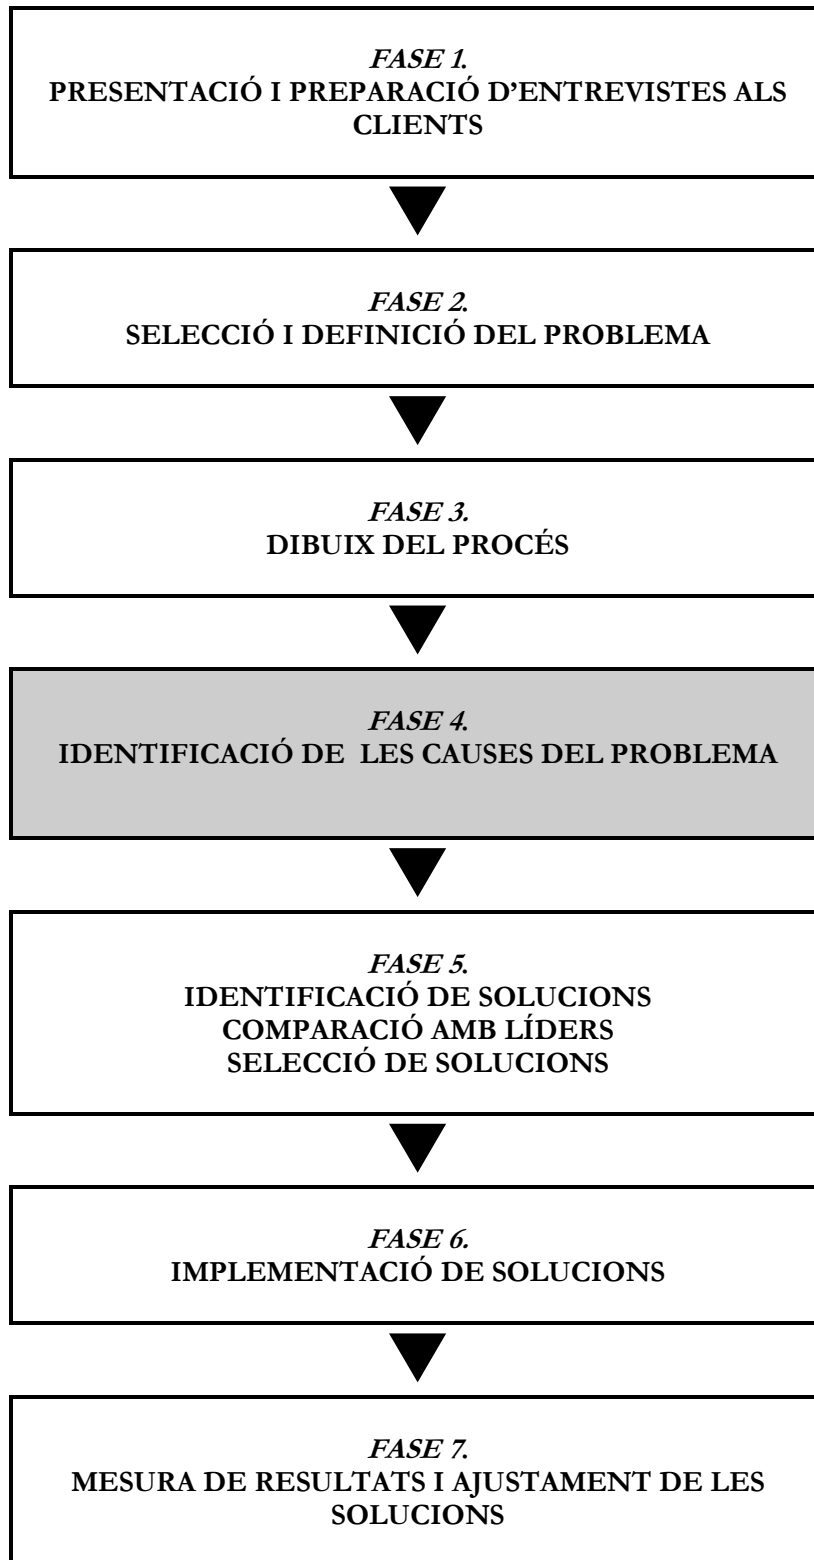 FASE 1.
PRESENTACIÓ I PREPARACIÓ D’ENTREVISTES ALS
CLIENTS
FASE 2.
SELECCIÓ I DEFINICIÓ DEL PROBLEMA
FASE 3.
DIBUIX DEL PROCÉS
FASE 4.
IDENTIFICACIÓ DE LES CAUSES DEL PROBLEMA
FASE 5.
IDENTIFICACIÓ DE SOLUCIONS
COMPARACIÓ AMB LÍDERS
SELECCIÓ DE SOLUCIONS
FASE 6.
IMPLEMENTACIÓ DE SOLUCIONS
FASE 7.
MESURA DE RESULTATS I AJUSTAMENT DE LES
SOLUCIONS